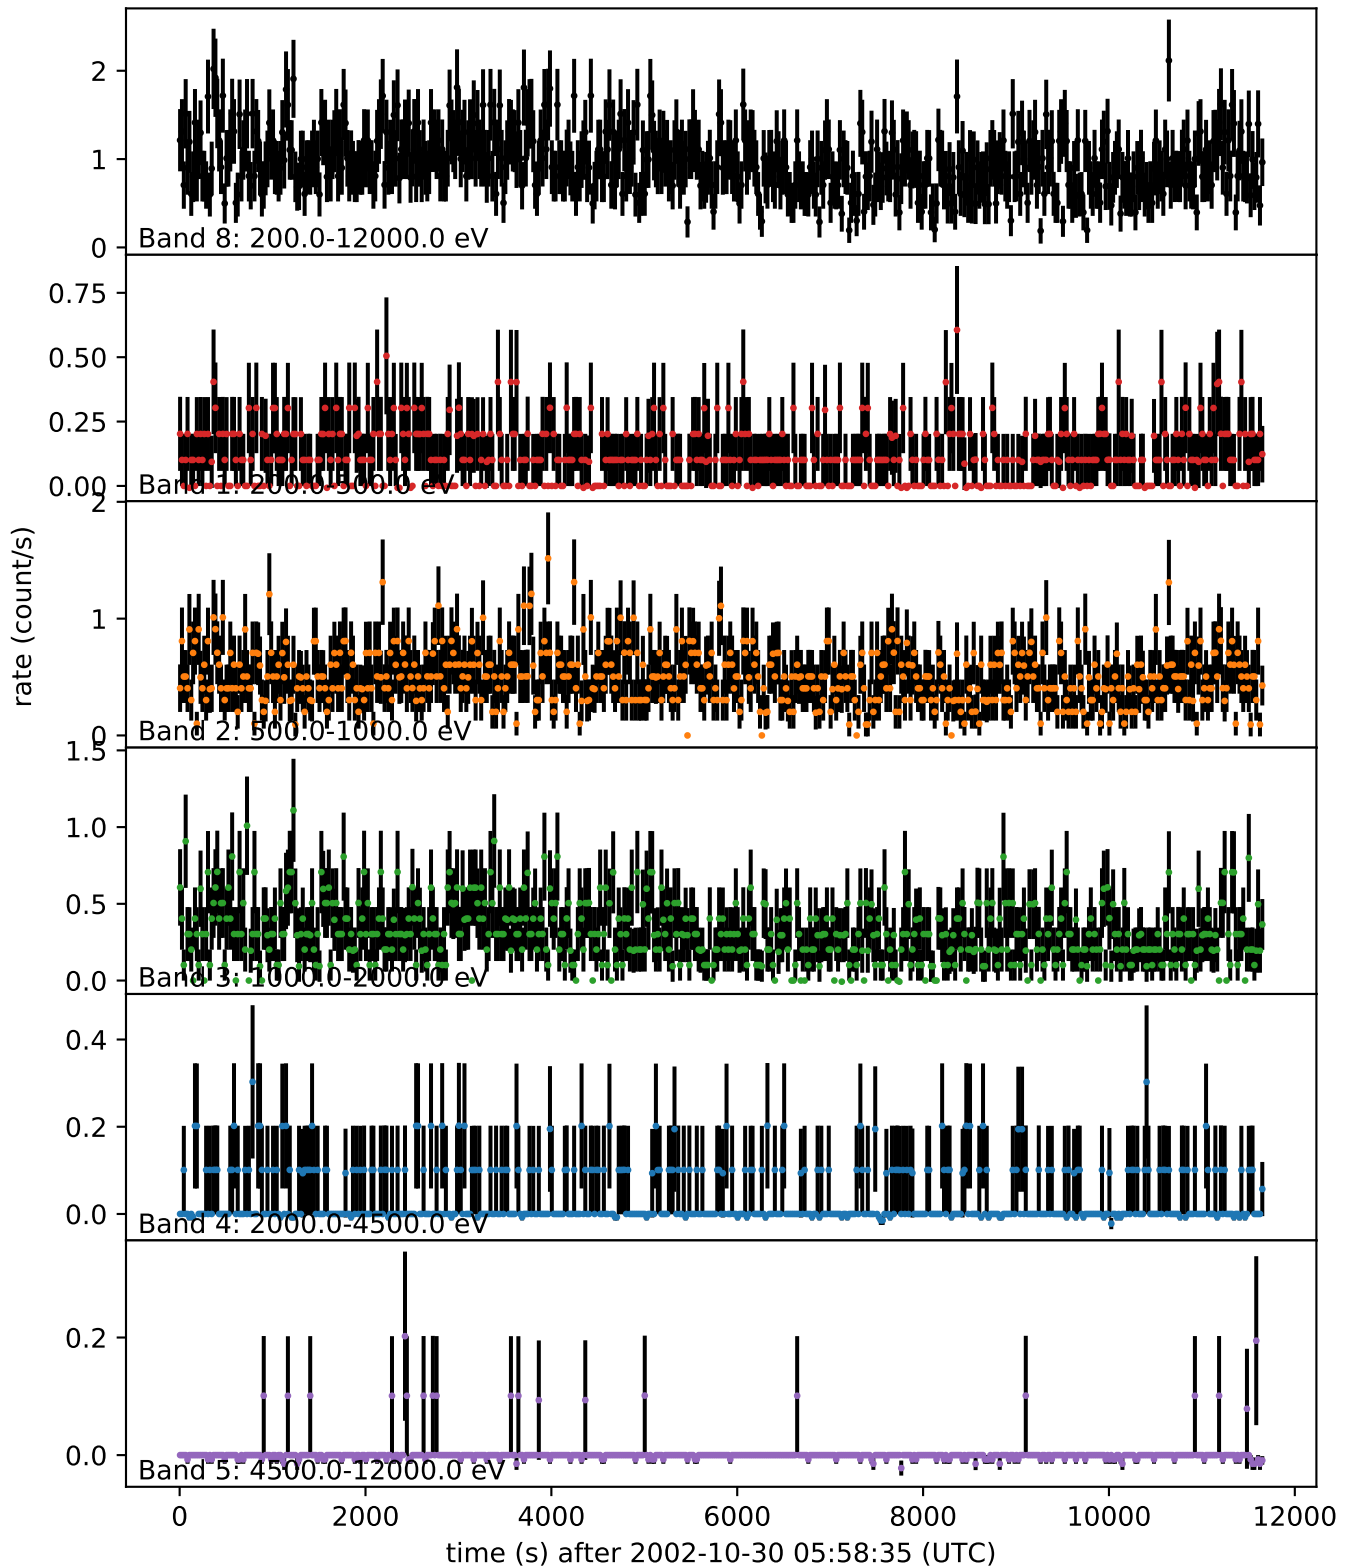 2
1
0
Band 8: 200.0-12000.0 eV
0.75
0.50
0.25
0.00
Band 1: 200.0-500.0 eV
2
1
0
Band 2: 500.0-1000.0 eV
rate (count/s)
1.5
1.0
0.5
0.0
Band 3: 1000.0-2000.0 eV
0.4
0.2
0.0
Band 4: 2000.0-4500.0 eV
0.2
0.0
Band 5: 4500.0-12000.0 eV
0 2000 4000 6000 8000 10000 12000
time (s) after 2002-10-30 05:58:35 (UTC)